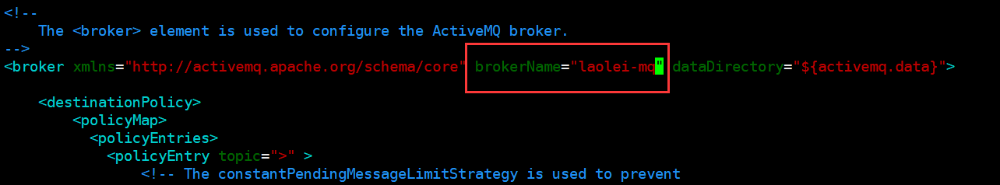 <!--
The <broker> element is used to configure the ActiveMQ broker.
-->
<broker xmlns="http://activemq.apache.org/schema/core" brokerName="laolei-mq" dataDirectory="${activemq.data}">
<destinationPolicy>
<policyMap>
<policyEntries>
<policyEntry topic=">" >
<!-- The constantPendingMessageLimitStrategy is used to prevent